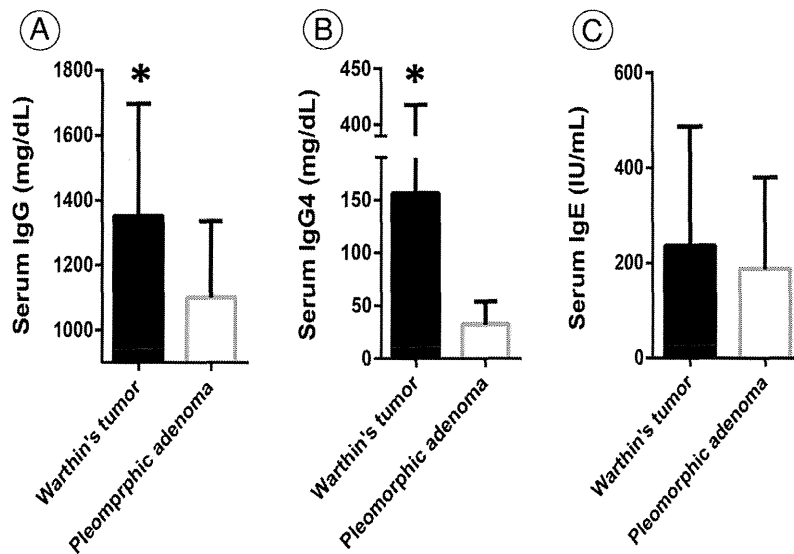 A
Serum IgG (mg/dL)
1800
1600
1400
1200
1000
*
Warthin's tumor
Pleomprphic adenoma
B
Serum IgG4 (mg/dL)
450
400
150
100
50
0
*
Warthin's tumor
Pleomorphic adenoma
C
Serum IgE (IU/mL)
600
400
200
0
Warthin's tumor
Pleomorphic adenoma